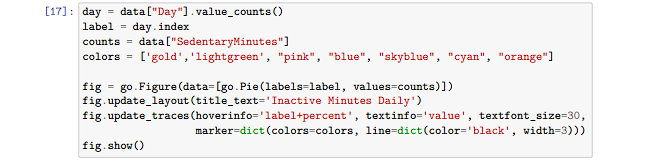 [17]: day = data["Day"].value_counts()
label = day.index
counts = data["SedentaryMinutes"]
colors = ['gold','lightgreen', "pink", "blue", "skyblue", "cyan", "orange"]
fig = go.Figure(data=[go.Pie(labels=label, values=counts)])
fig.update_layout(title_text='Inactive Minutes Daily')
fig.update_traces(hoverinfo='label+percent', textinfo='value', textfont_size=30,
marker=dict(colors=colors, line=dict(color='black', width=3)))
fig.show()